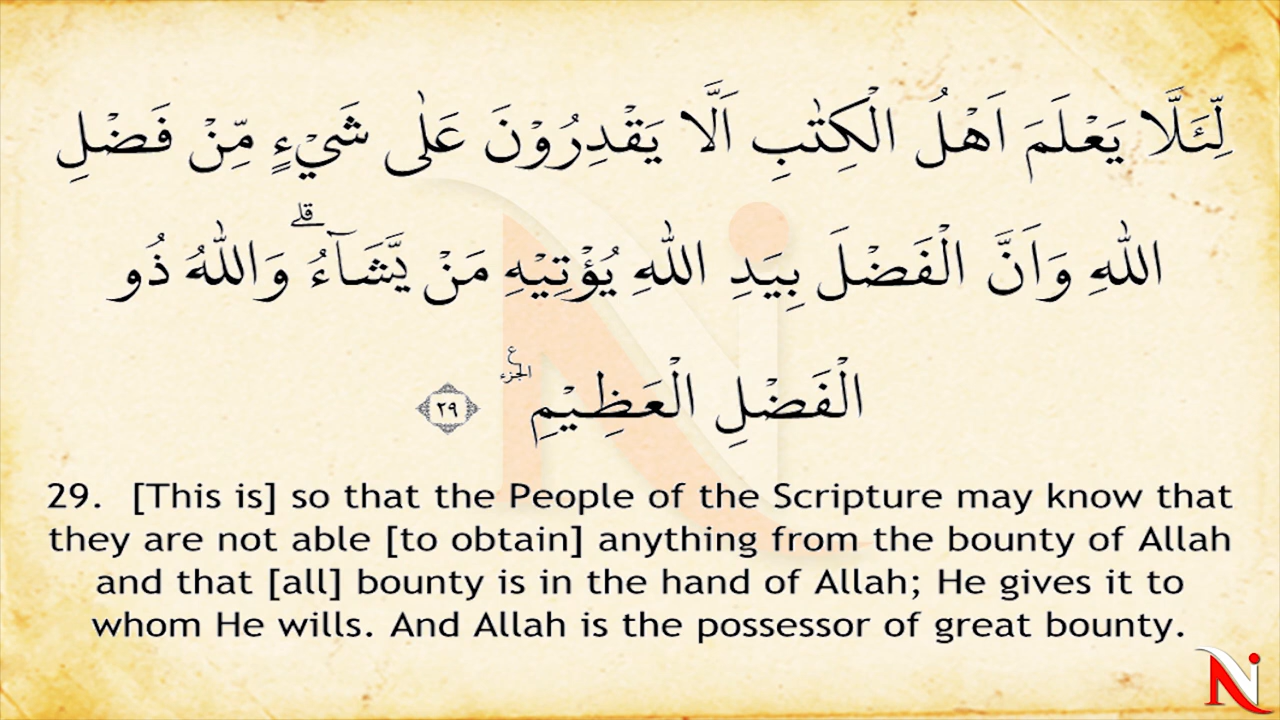 لِّئَلَّا يَعْلَمَ اَهْلُ الْكِتٰبِ اَلَّا يَقْدِرُوْنَ عَلٰى شَيْءٍ مِّنْ فَضْلِ
اللّٰهِ وَاَنَّ الْفَضْلَ بِيَدِ اللّٰهِ يُؤْتِيْهِ مَنْ يَّشَآءُ ۗ وَاللّٰهُ ذُو
الْفَضْلِ الْعَظِيْمِ ع الجزء ٢٩
29. [This is] so that the People of the Scripture may know that
they are not able [to obtain] anything from the bounty of Allah
and that [all] bounty is in the hand of Allah; He gives it to
whom He wills. And Allah is the possessor of great bounty.